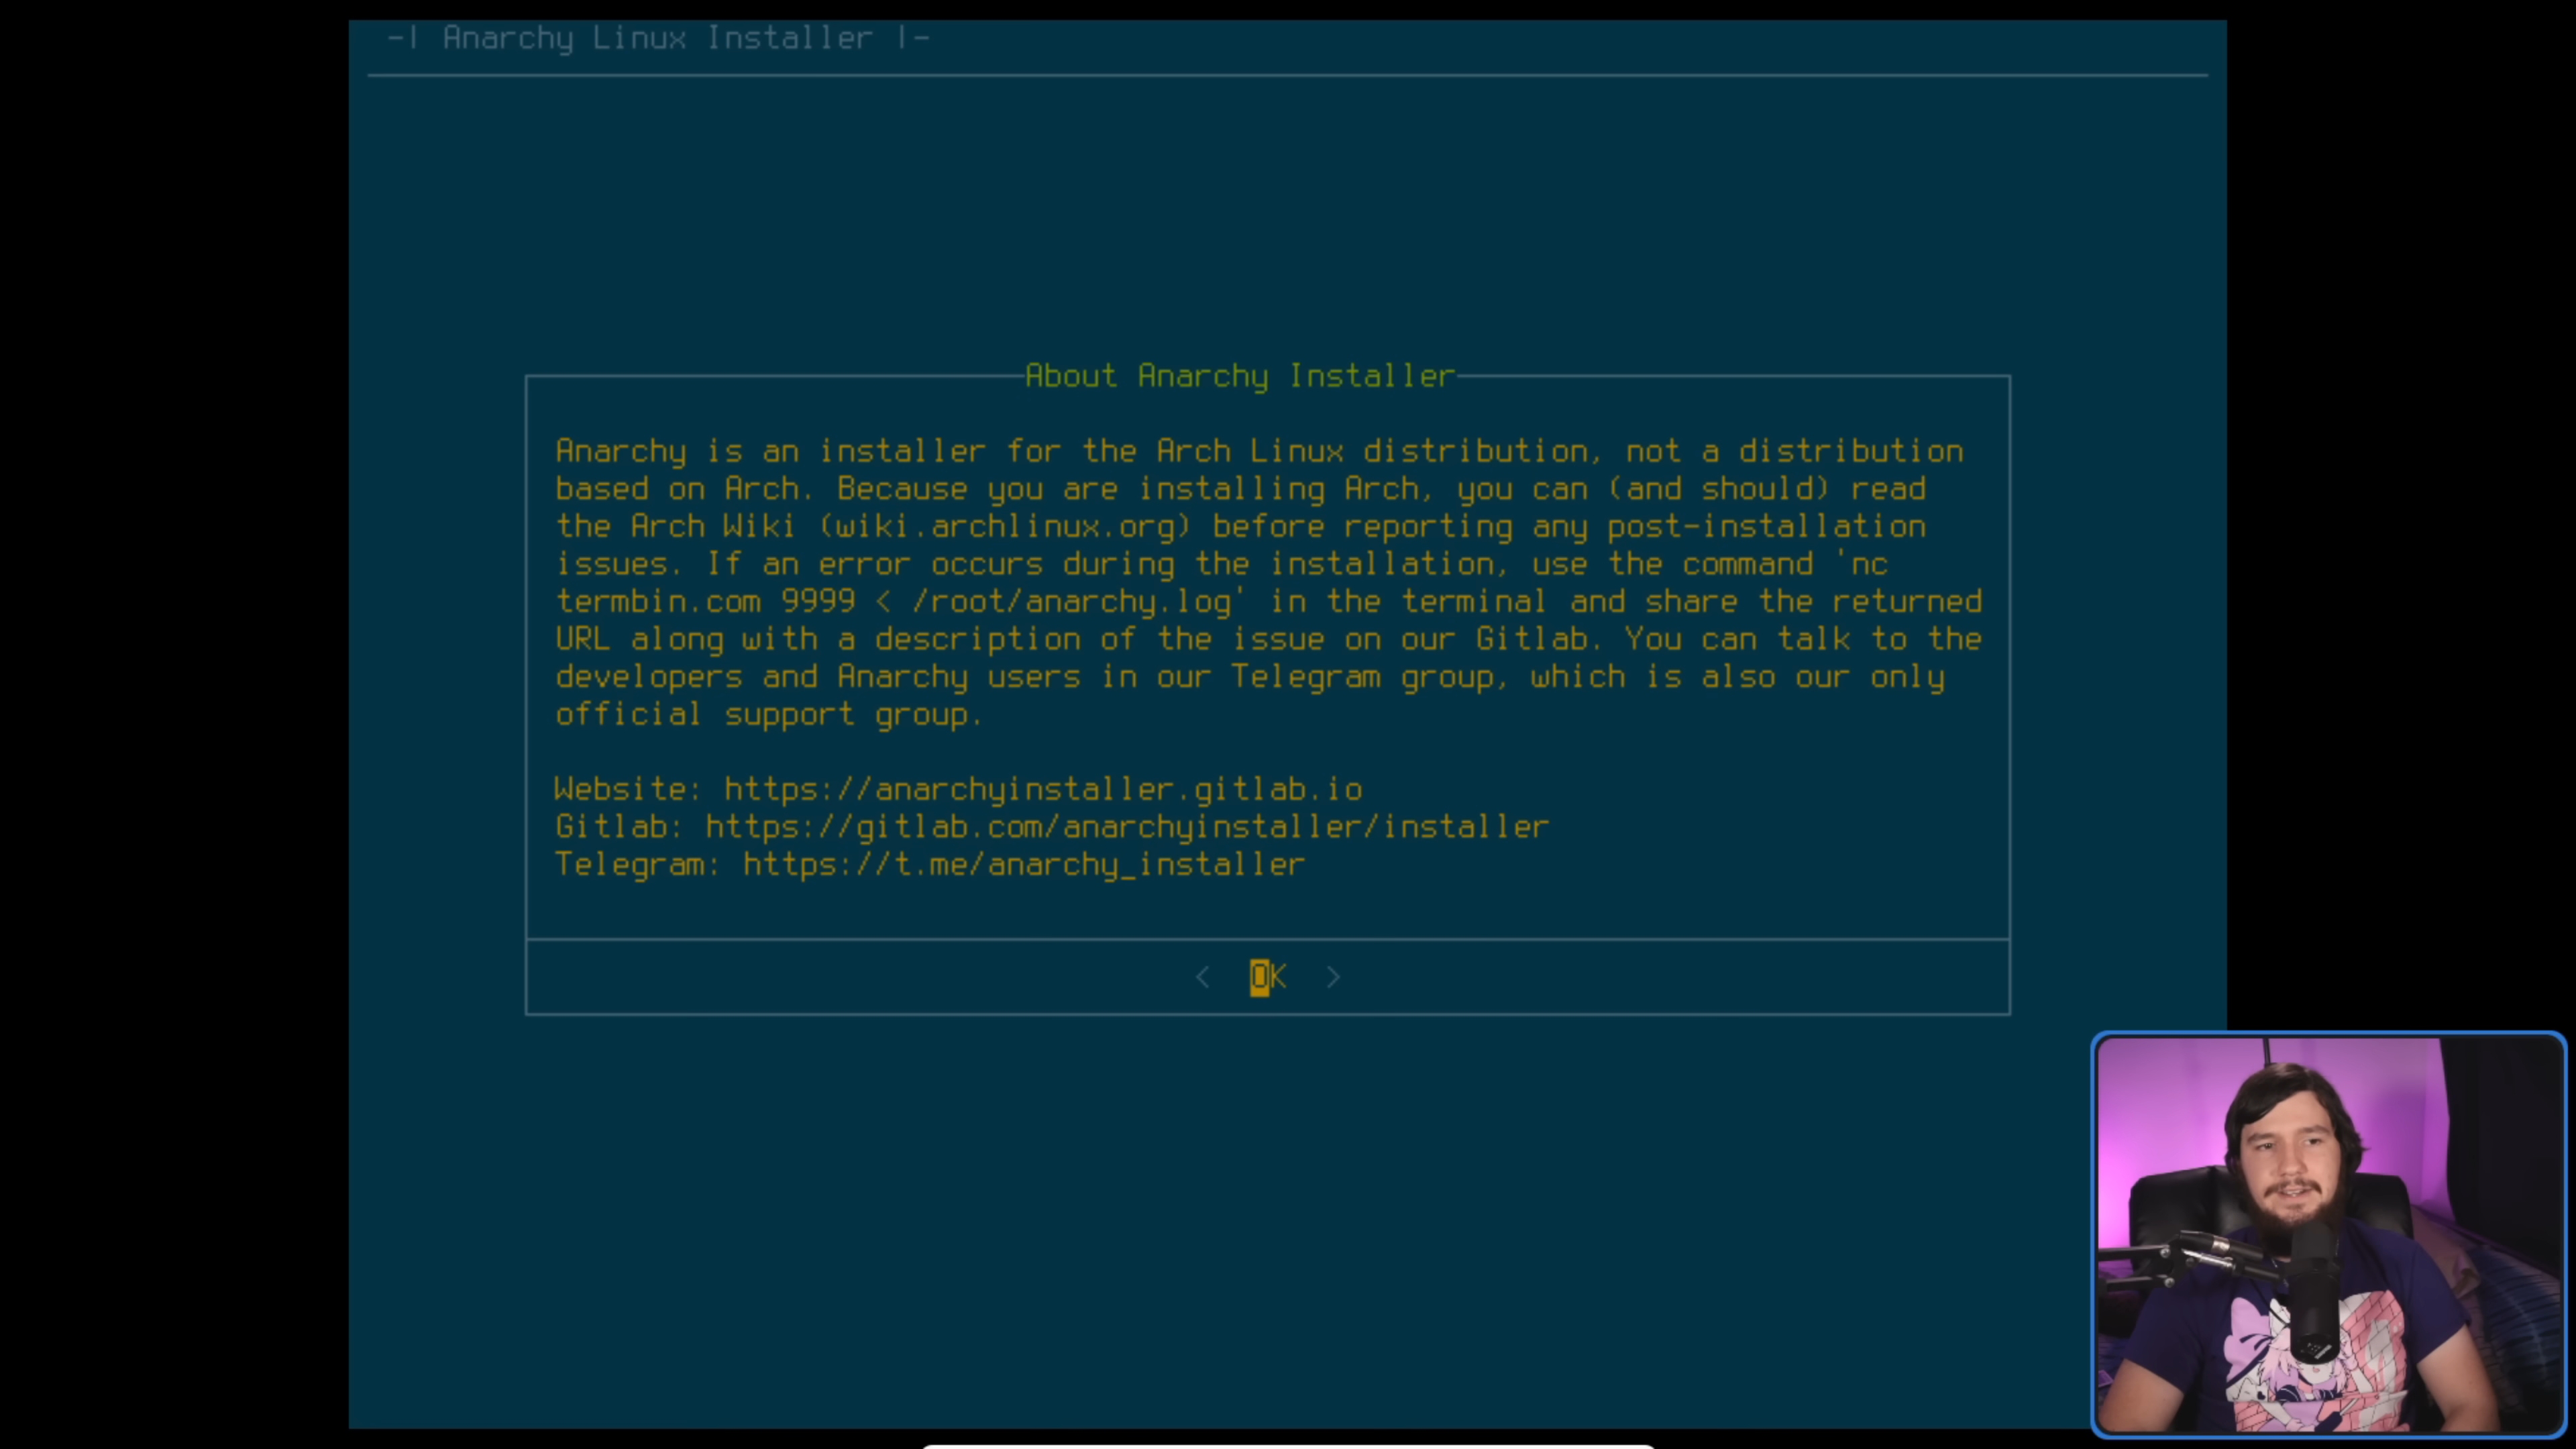 -| Anarchy Linux Installer |-
About Anarchy Installer
Anarchy is an installer for the Arch Linux distribution, not a distribution
based on Arch. Because you are installing Arch, you can (and should) read
the Arch Wiki (wiki.archlinux.org) before reporting any post-installation
issues. If an error occurs during the installation, use the command 'nc
termbin.com 9999 < /root/anarchy.log' in the terminal and share the returned
URL along with a description of the issue on our Gitlab. You can talk to the
developers and Anarchy users in our Telegram group, which is also our only
official support group.
Website: https://anarchyinstaller.gitlab.io
Gitlab: https://gitlab.com/anarchyinstaller/installer
Telegram: https://t.me/anarchy_installer
< OK >